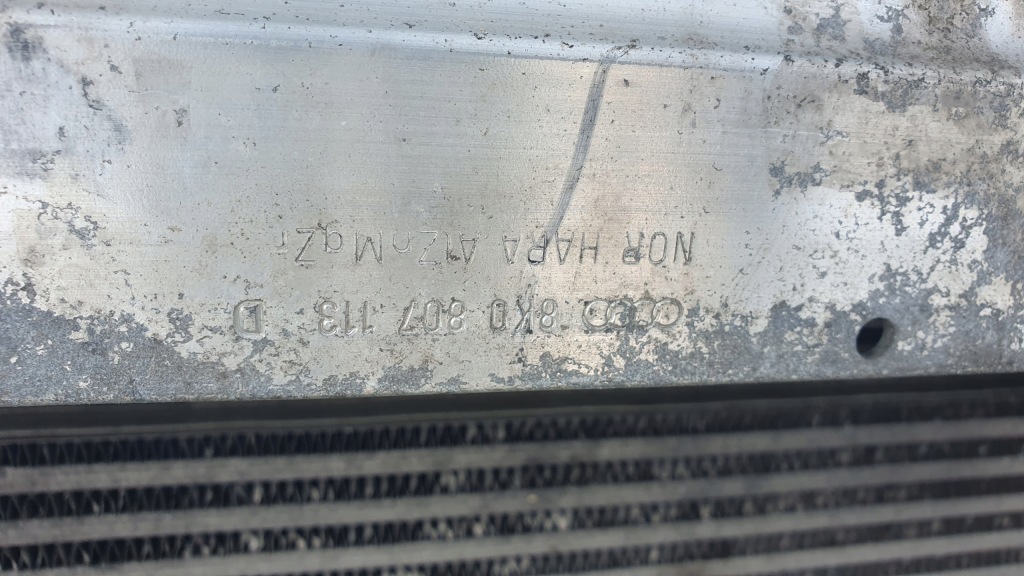 8K0 807 113 D
NOR HARA AlZnMgZr